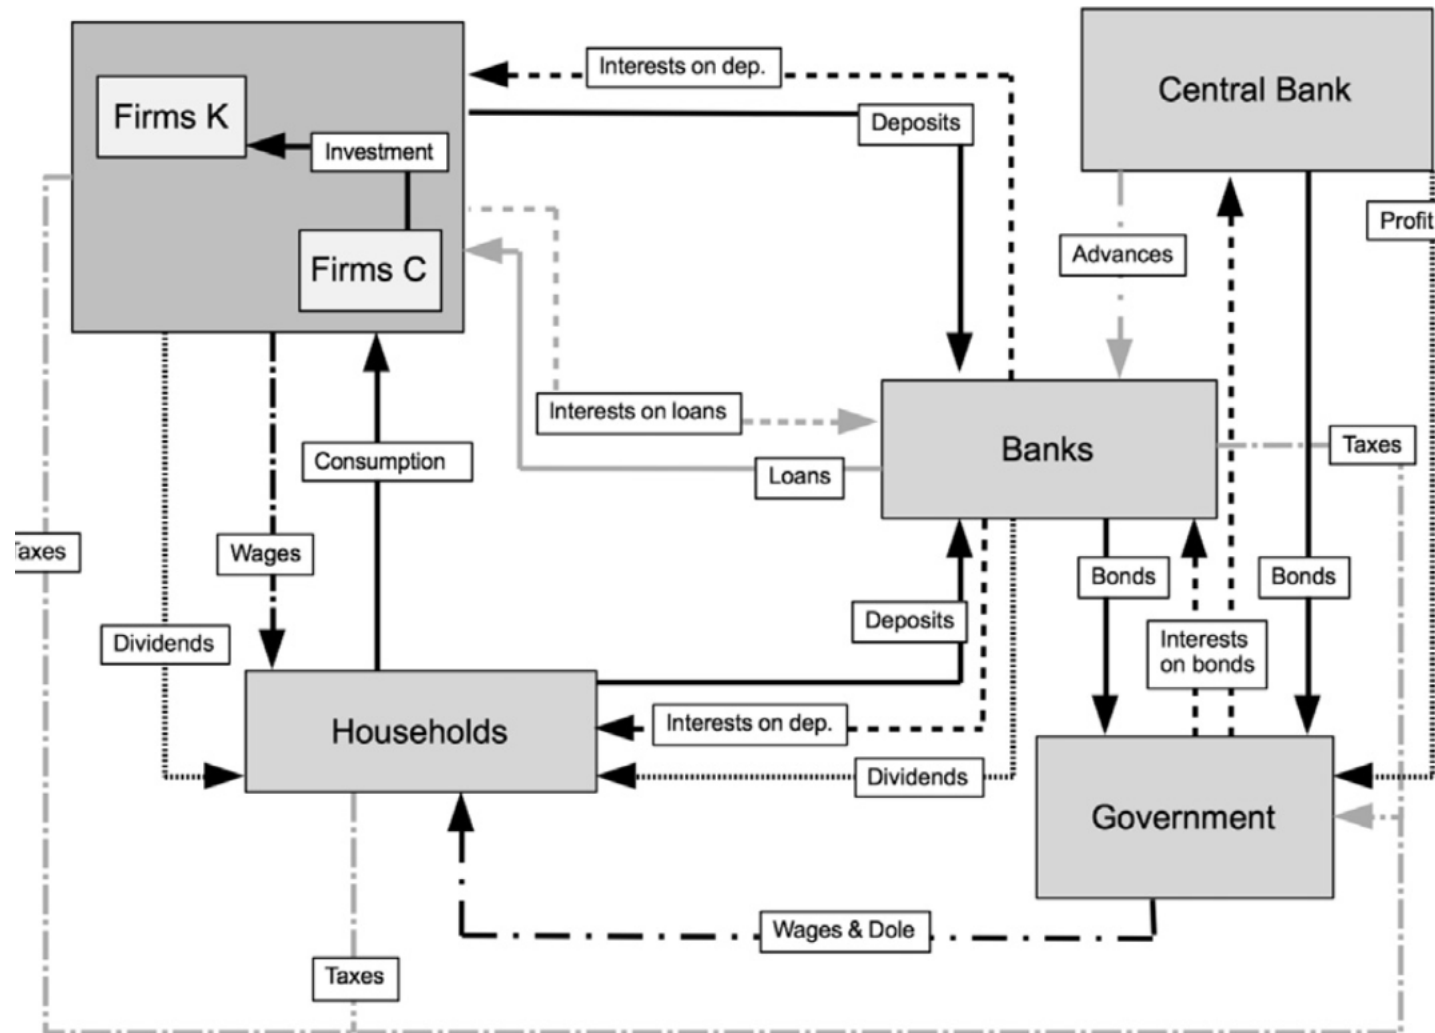 Interests on dep.
Central Bank
Firms K
Deposits
Investment
Profit
Advances
Firms C
Interests on loans
Banks
Taxes
Consumption
Loans
Taxes
Wages
Bonds
Bonds
Deposits
Dividends
Interests
on bonds
Households
Interests on dep.
Dividends
Government
Wages & Dole
Taxes